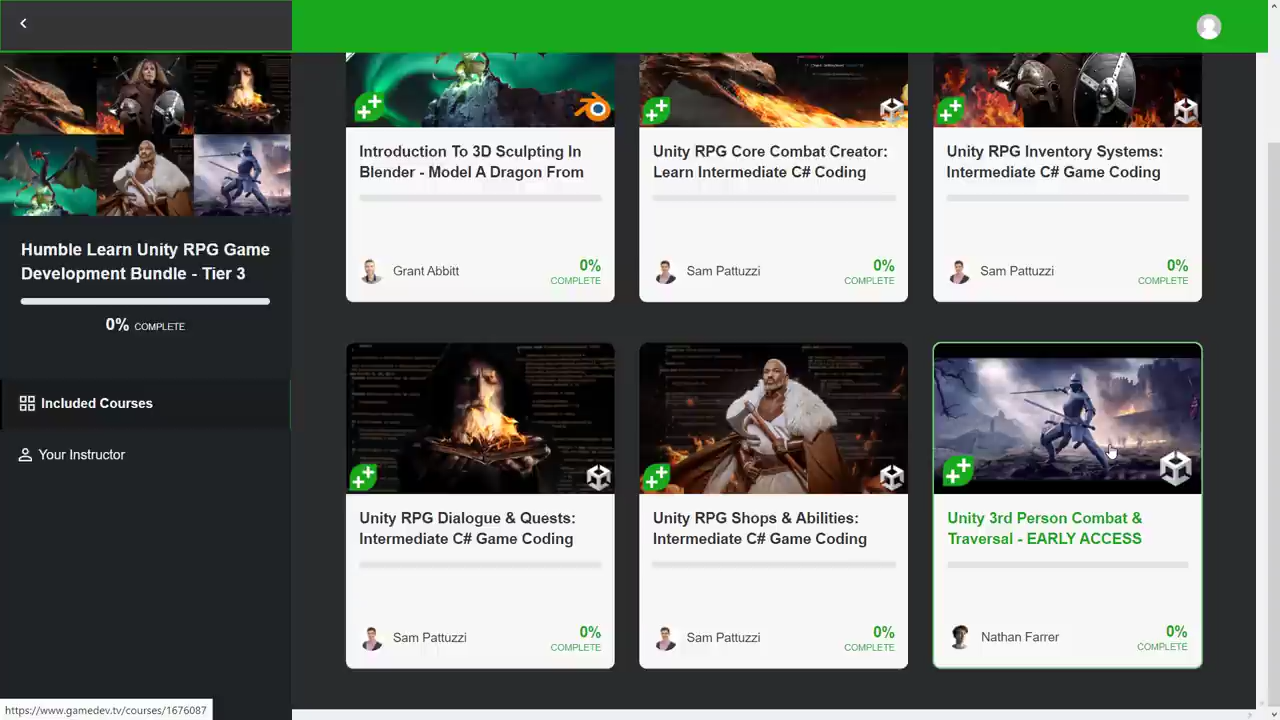 Humble Learn Unity RPG Game
Development Bundle - Tier 3
0% COMPLETE
Included Courses
Your Instructor
Introduction To 3D Sculpting In
Blender - Model A Dragon From
Grant Abbitt
0%
COMPLETE
Unity RPG Core Combat Creator:
Learn Intermediate C# Coding
Sam Pattuzzi
0%
COMPLETE
Unity RPG Inventory Systems:
Intermediate C# Game Coding
Sam Pattuzzi
0%
COMPLETE
Unity RPG Dialogue & Quests:
Intermediate C# Game Coding
Sam Pattuzzi
0%
COMPLETE
Unity RPG Shops & Abilities:
Intermediate C# Game Coding
Sam Pattuzzi
0%
COMPLETE
Unity 3rd Person Combat &
Traversal - EARLY ACCESS
Nathan Farrer
0%
COMPLETE
https://www.gamedev.tv/courses/1676087